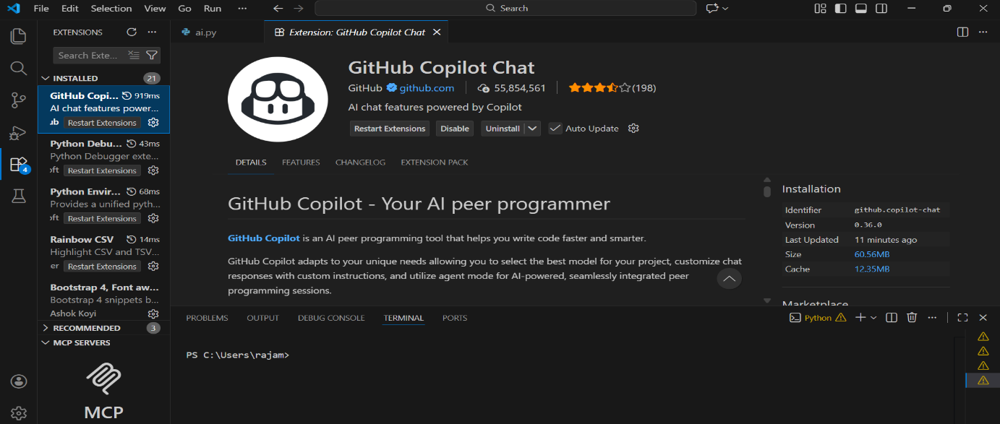 File Edit Selection View Go Run ··· Search
EXTENSIONS
Search Exte...
INSTALLED 21
GitHub Copi... 919ms
AI chat features power...
ub Restart Extensions
Python Debu... 43ms
Python Debugger exte...
oft Restart Extensions
4
Python Envir... 68ms
Provides a unified pyth...
oft Restart Extensions
Rainbow CSV 14ms
Highlight CSV and TSV...
er Restart Extensions
Bootstrap 4, Font aw...
Bootstrap 4 snippets b...
Ashok Koyi
RECOMMENDED 3
MCP SERVERS
MCP
ai.py Extension: GitHub Copilot Chat
GitHub Copilot Chat
GitHub github.com 55,854,561 (198)
AI chat features powered by Copilot
Restart Extensions Disable Uninstall Auto Update
DETAILS FEATURES CHANGELOG EXTENSION PACK
GitHub Copilot - Your AI peer programmer
GitHub Copilot is an AI peer programming tool that helps you write code faster and smarter.
GitHub Copilot adapts to your unique needs allowing you to select the best model for your project, customize chat
responses with custom instructions, and utilize agent mode for AI-powered, seamlessly integrated peer
programming sessions.
Installation
Identifier github.copilot-chat
Version 0.36.0
Last Updated 11 minutes ago
Size 60.56MB
Cache 12.35MB
Marketplace
PROBLEMS OUTPUT DEBUG CONSOLE TERMINAL PORTS Python
PS C:\Users\rajam>